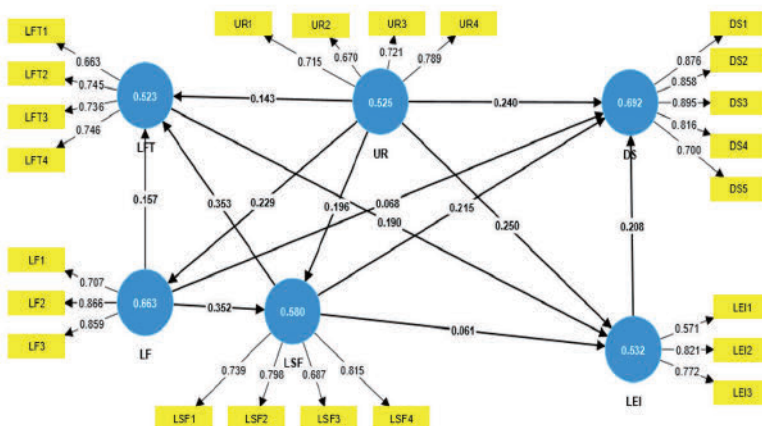 UR1
UR2
UR3
UR4
LFT1
LFT2
LFT3
LFT4
DS1
DS2
DS3
DS4
DS5
0.715
0.670
0.721
0.789
0.663
0.745
0.736
0.746
0.876
0.858
0.895
0.816
0.700
0.523
LFT
0.525
UR
0.692
DS
0.143
0.240
0.157
0.353
0.229
0.196
0.068
0.190
0.215
0.250
0.208
LF1
LF2
LF3
0.707
0.866
0.859
0.663
LF
0.352
0.580
LSF
0.061
0.532
LEI
0.571
0.821
0.772
LEI1
LEI2
LEI3
0.739
0.798
0.687
0.815
LSF1
LSF2
LSF3
LSF4